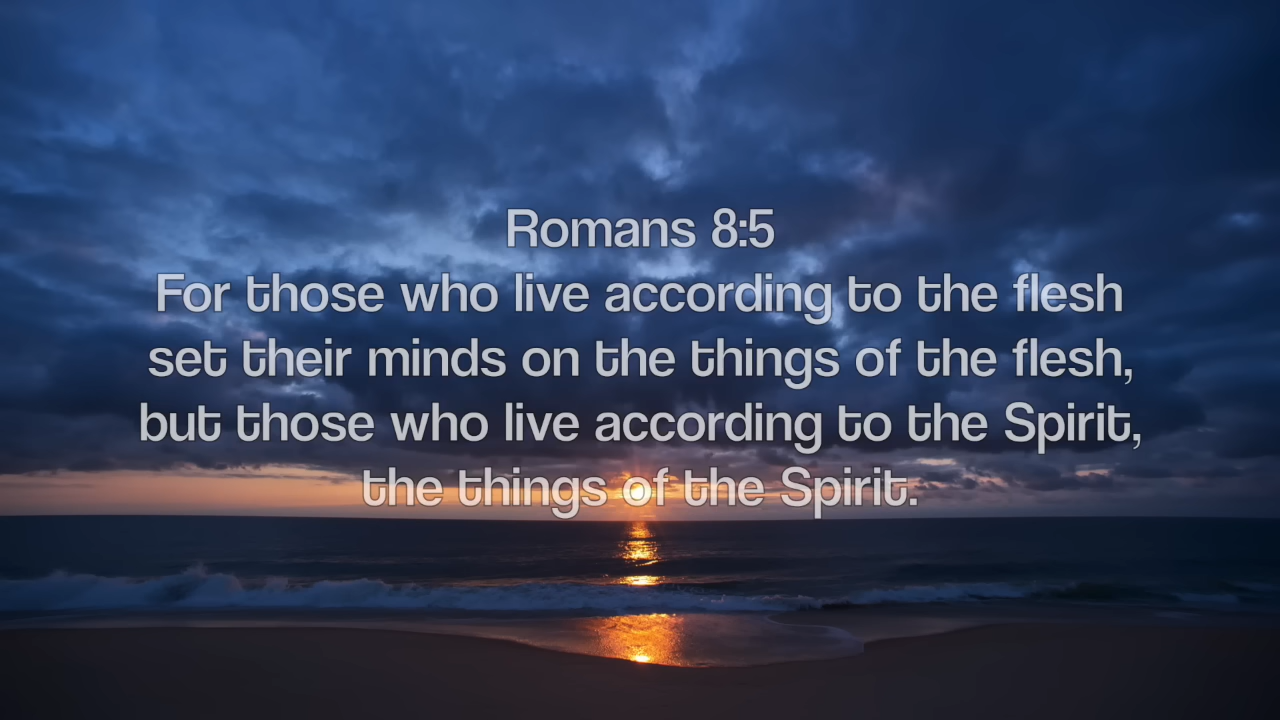 Romans 8:5
For those who live according to the flesh
set their minds on the things of the flesh,
but those who live according to the Spirit,
the things of the Spirit.